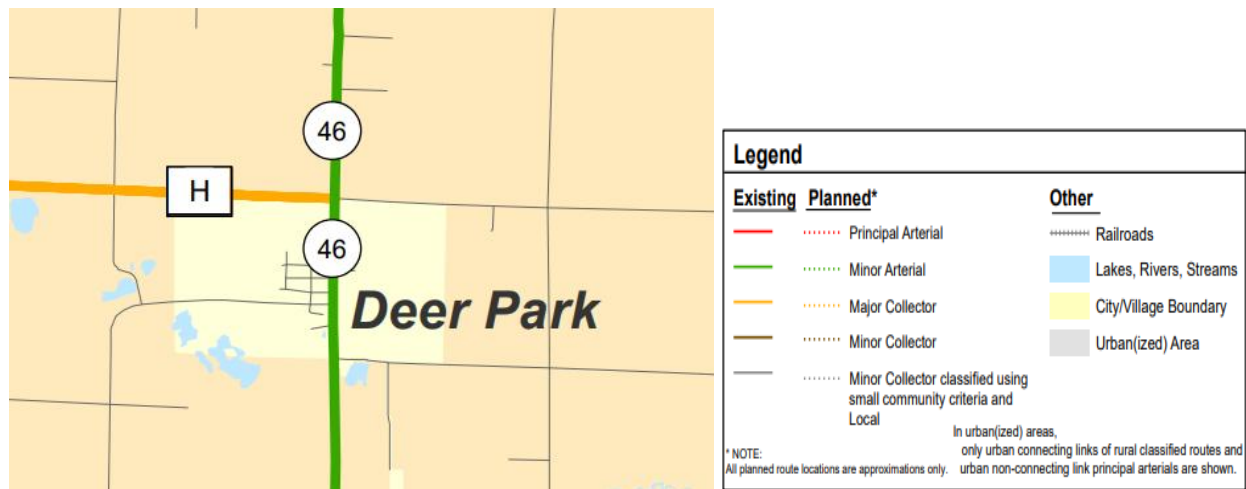 46
H
46
Deer Park
Legend
Existing Planned* Other
Principal Arterial
Railroads
Minor Arterial
Lakes, Rivers, Streams
Major Collector
City/Village Boundary
Minor Collector
Urban(ized) Area
Minor Collector classified using
small community criteria and
Local
In urban(ized) areas,
only urban connecting links of rural classified routes and
urban non-connecting link principal arterials are shown.
* NOTE:
All planned route locations are approximations only.